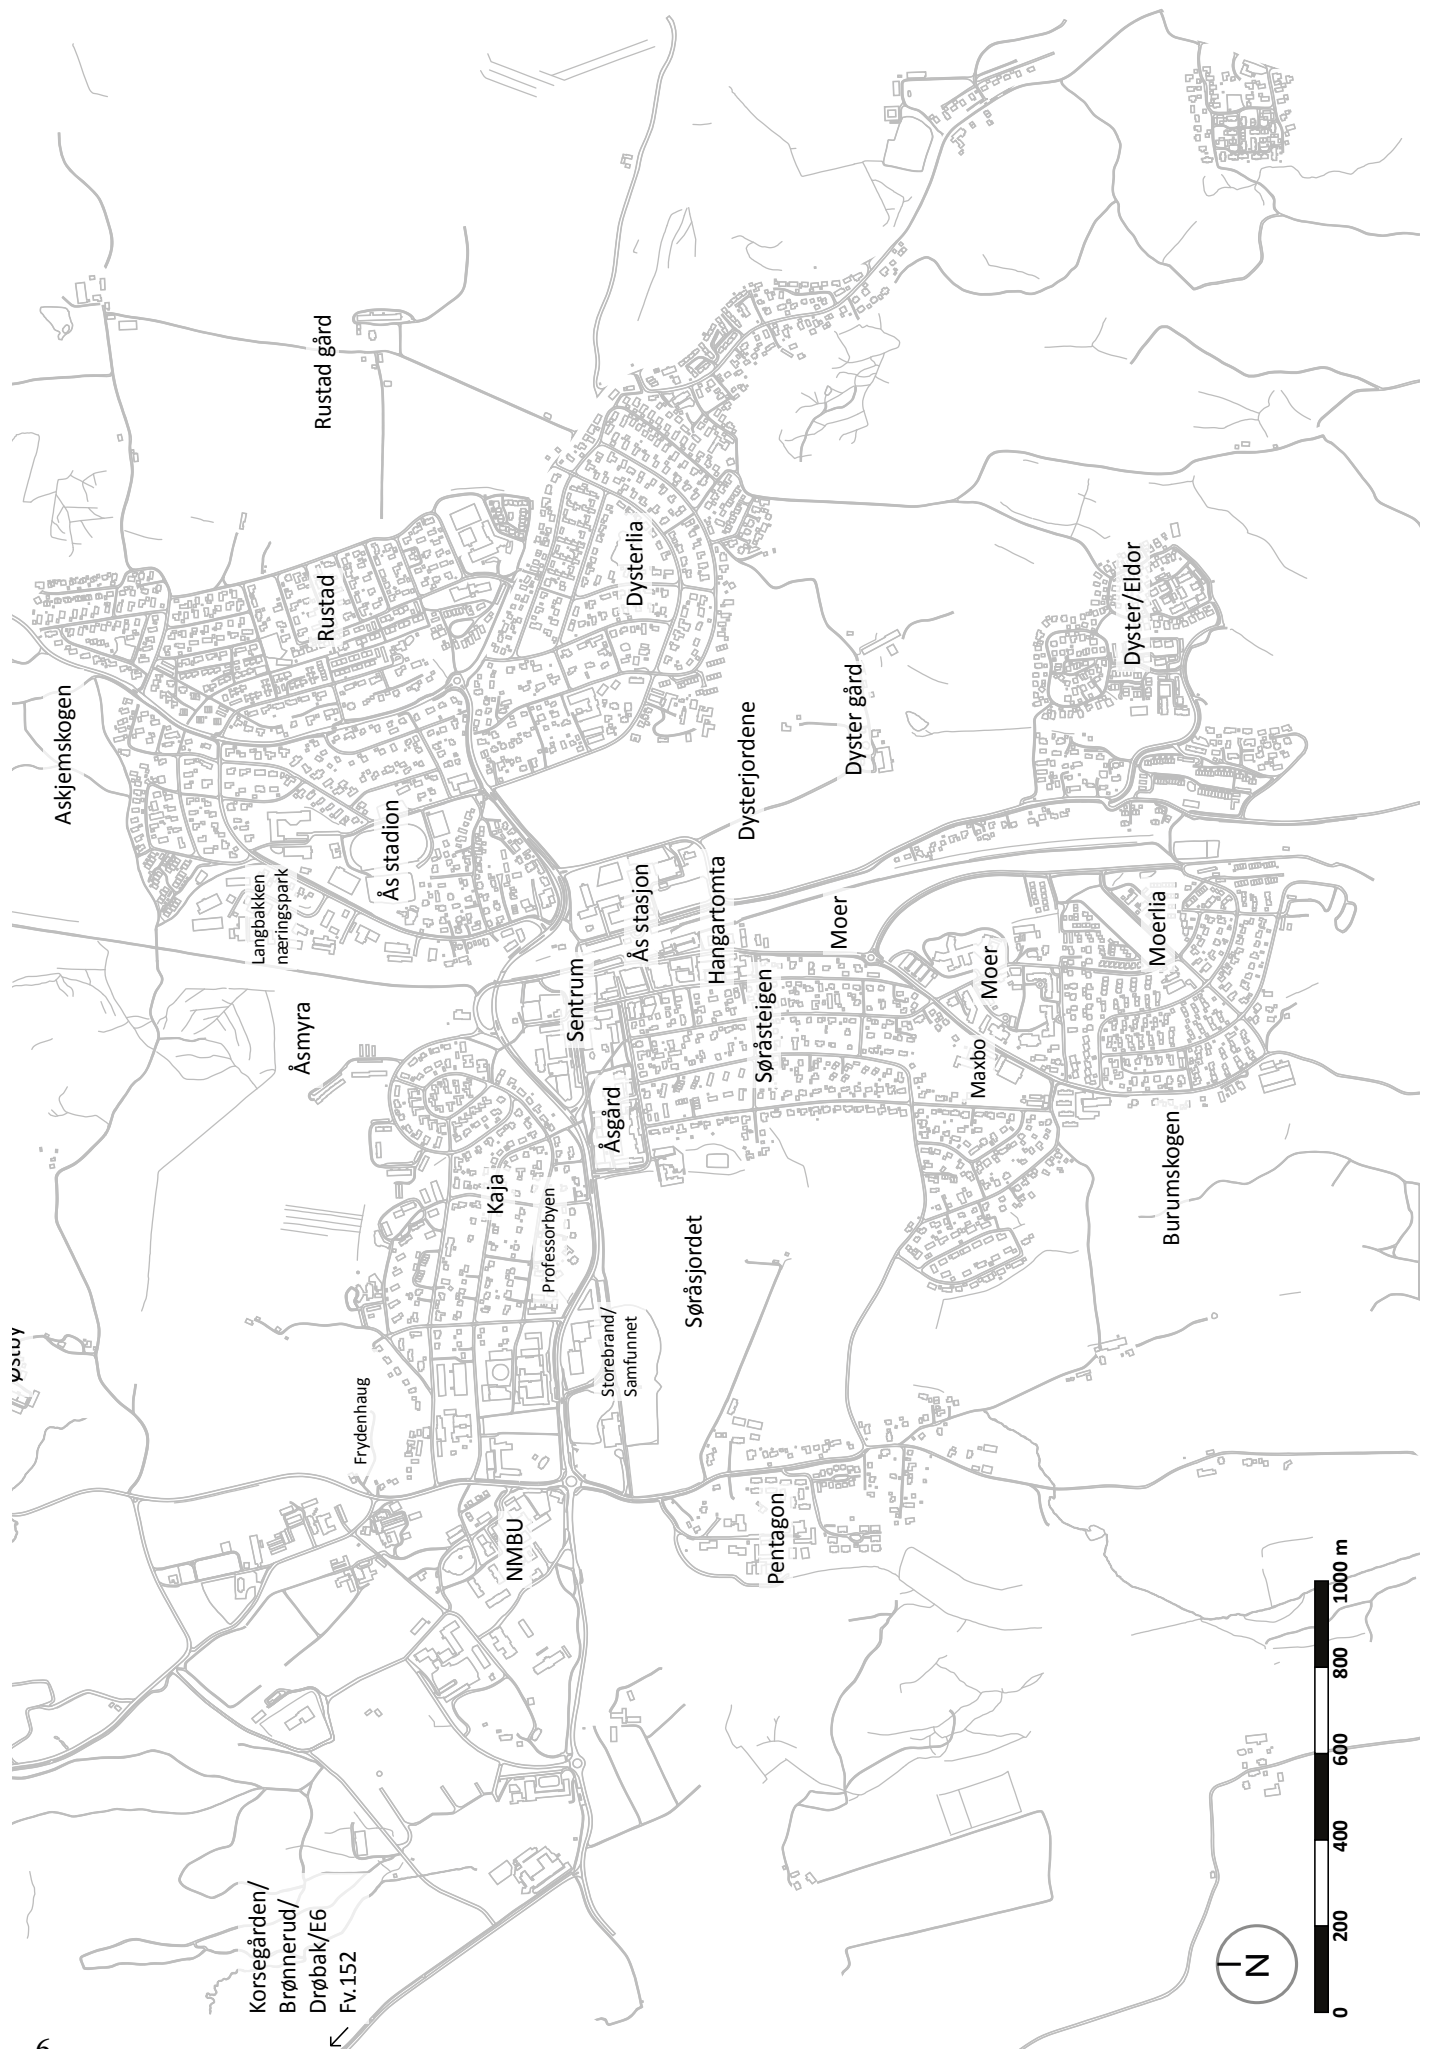 6
Østby
Askjemskogen
Korsegården/
Brønnerud/
Drøbak/E6
Fv.152
Langbakken
næringspark
Åsmyra
Rustad gård
Rustad
Frydenhaug
Ås stadion
Kaja
NMBU
Professorbyen
Sentrum
Åsgård
Storebrand/
Samfunnet
Ås stasjon
Dysterlia
Søråsjordet
Hangartomta
Dysterjordene
Søråsteigen
Pentagon
Moer
Dyster gård
Maxbo
Moer
Dyster/Eldor
Moerlia
Burumskogen
N
0 200 400 600 800 1000 m